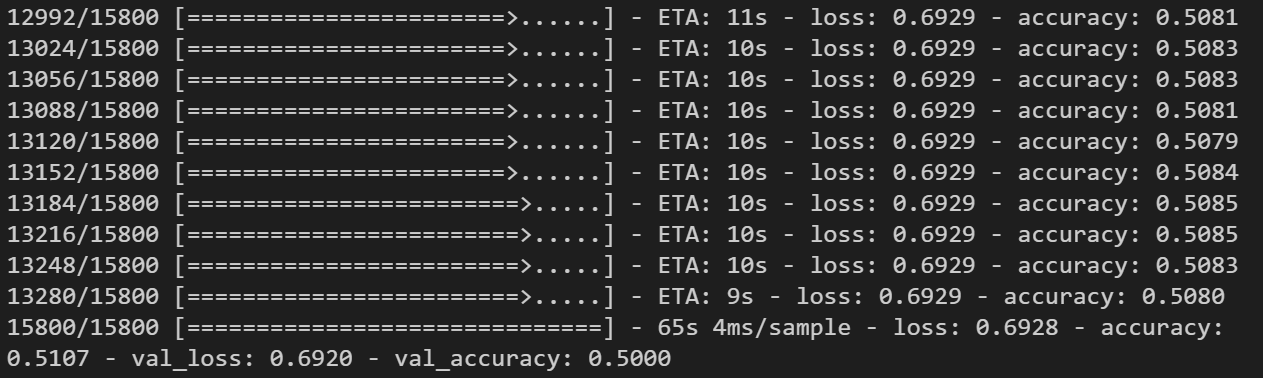 12992/15800 [=======================>......] - ETA: 11s - loss: 0.6929 - accuracy: 0.5081
13024/15800 [=======================>......] - ETA: 10s - loss: 0.6929 - accuracy: 0.5083
13056/15800 [=======================>......] - ETA: 10s - loss: 0.6929 - accuracy: 0.5083
13088/15800 [=======================>......] - ETA: 10s - loss: 0.6929 - accuracy: 0.5081
13120/15800 [=======================>......] - ETA: 10s - loss: 0.6929 - accuracy: 0.5079
13152/15800 [=======================>......] - ETA: 10s - loss: 0.6929 - accuracy: 0.5084
13184/15800 [========================>.....] - ETA: 10s - loss: 0.6929 - accuracy: 0.5085
13216/15800 [========================>.....] - ETA: 10s - loss: 0.6929 - accuracy: 0.5085
13248/15800 [========================>.....] - ETA: 10s - loss: 0.6929 - accuracy: 0.5083
13280/15800 [========================>.....] - ETA: 9s - loss: 0.6929 - accuracy: 0.5080
15800/15800 [==============================] - 65s 4ms/sample - loss: 0.6928 - accuracy:
0.5107 - val_loss: 0.6920 - val_accuracy: 0.5000